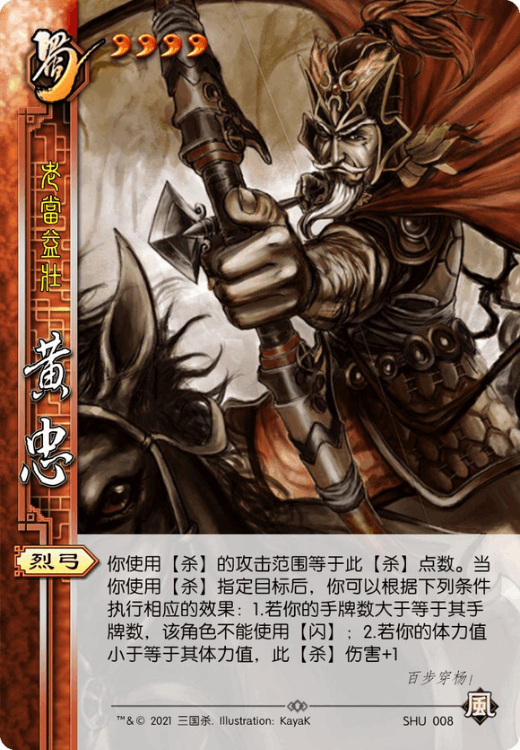 蜀
老當益壯
黄忠
烈弓
你使用【杀】的攻击范围等于此【杀】点数。当
你使用【杀】指定目标后，你可以根据下列条件
执行相应的效果：1.若你的手牌数大于等于其手
牌数，该角色不能使用【闪】；2.若你的体力值
小于等于其体力值，此【杀】伤害+1
百步穿杨！
™&© 2021 三国杀. Illustration: KayaK
SHU 008
風